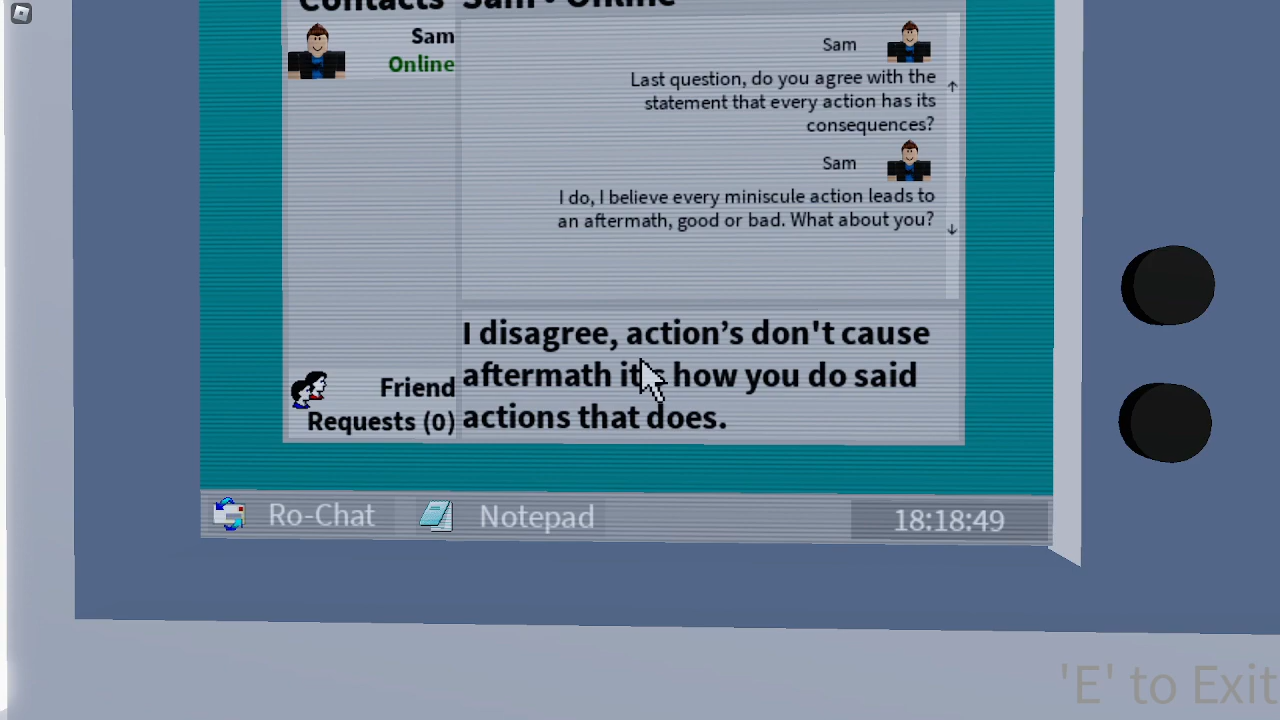 Contacts
Sam • Online
Sam
Online
Sam
Last question, do you agree with the
statement that every action has its
consequences?
Sam
I do, I believe every miniscule action leads to
an aftermath, good or bad. What about you?
I disagree, action’s don't cause
aftermath it's how you do said
actions that does.
Friend
Requests (0)
Ro-Chat
Notepad
18:18:49
'E' to Exit